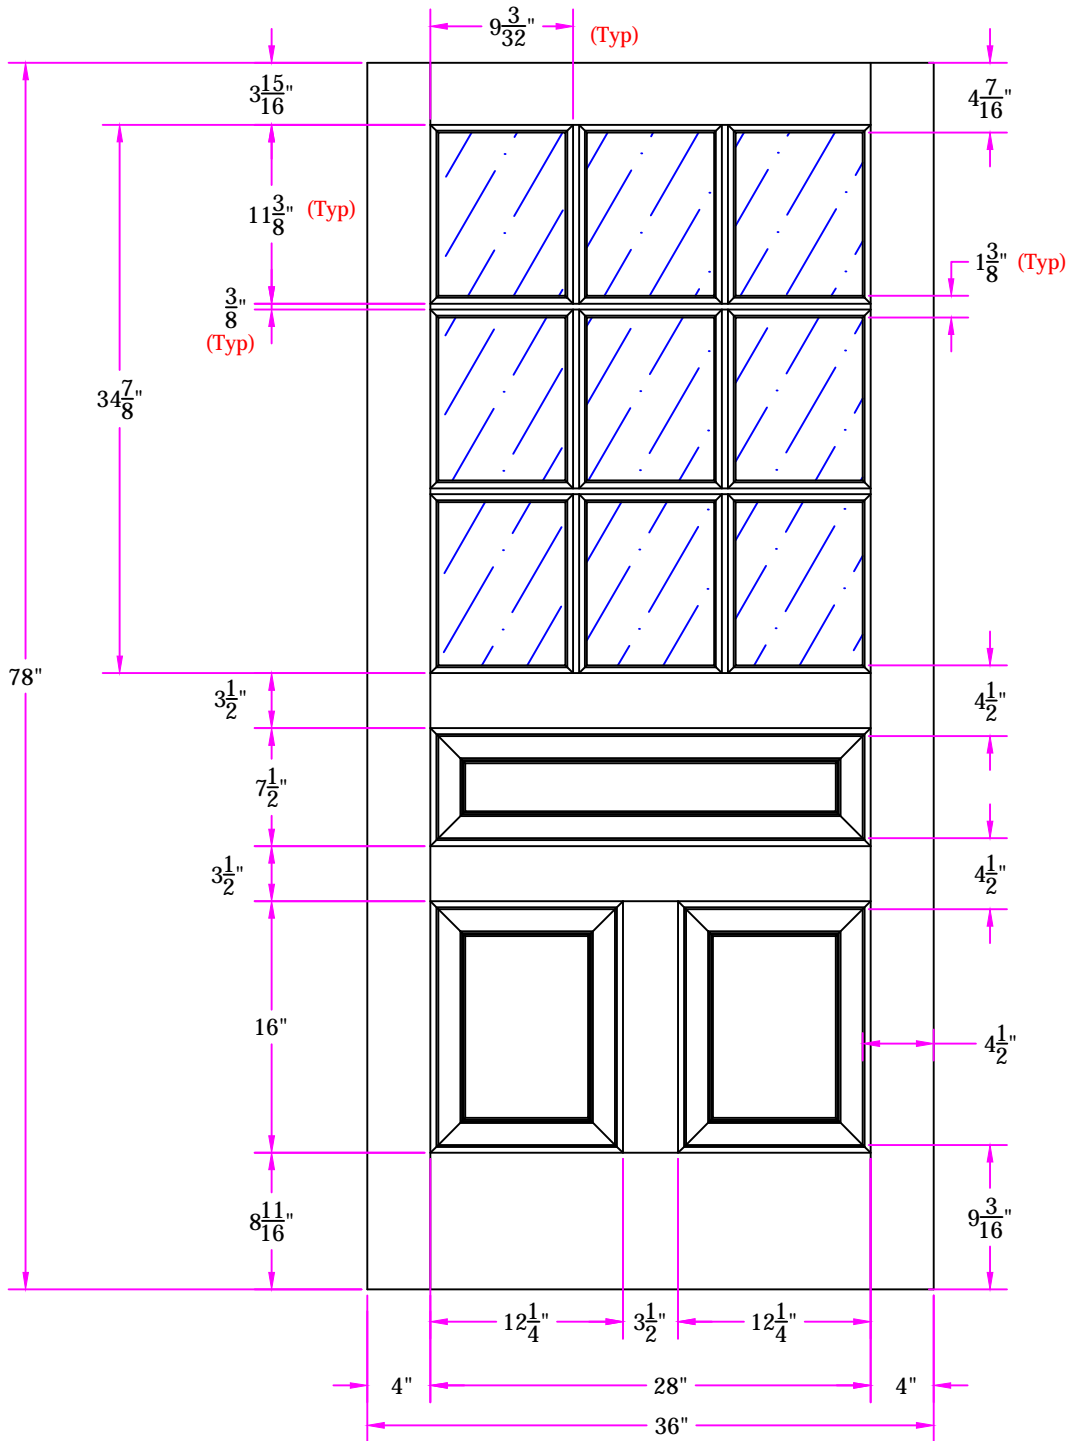 9 3/32" (Typ)
3 15/16"
4 7/16"
11 3/8" (Typ)
1 3/8" (Typ)
3/8"
(Typ)
34 7/8"
78"
3 1/2"
4 1/2"
7 1/2"
3 1/2"
4 1/2"
16"
4 1/2"
8 11/16"
9 3/16"
12 1/4" 3 1/2" 12 1/4"
4" 28" 4"
36"